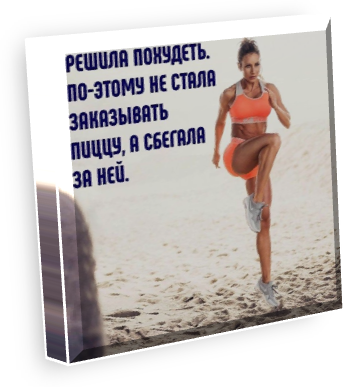 РЕШИЛА ПОХУДЕТЬ.
ПО-ЭТОМУ НЕ СТАЛА
ЗАКАЗЫВАТЬ
ПИЦЦУ, А СБЕГАЛА
ЗА НЕЙ.